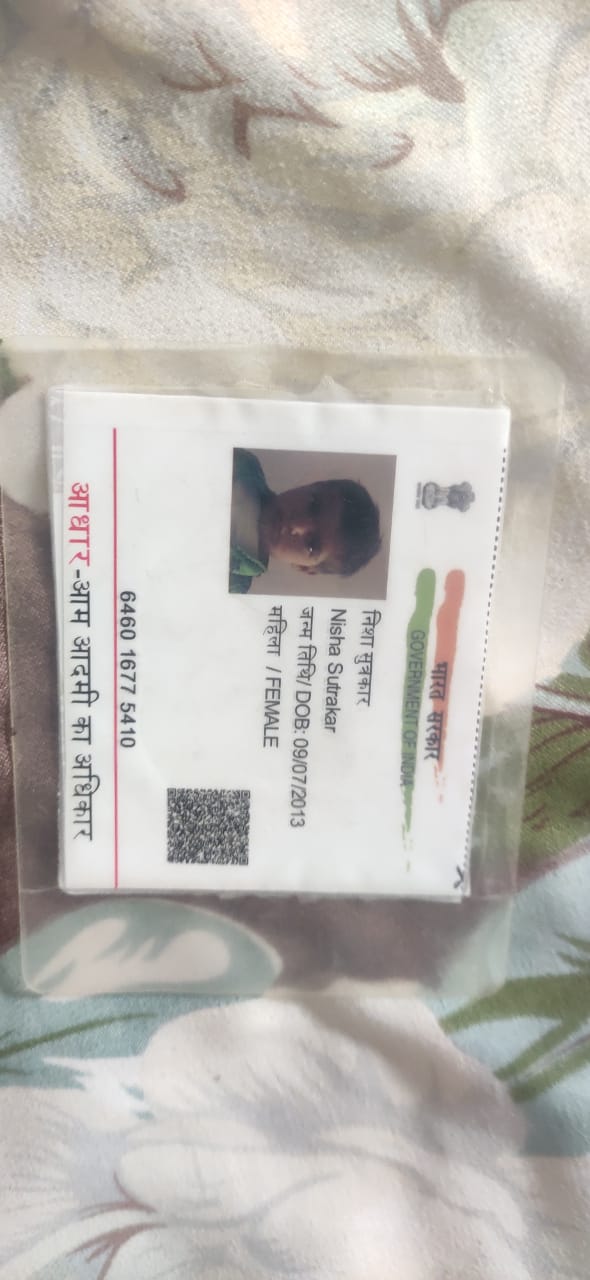 भारत सरकार
GOVERNMENT OF INDIA
निशा सुत्रकार
Nisha Sutrakar
जन्म तिथि/ DOB: 09/07/2013
महिला / FEMALE
6460 1677 5410
आधार-आम आदमी का अधिकार